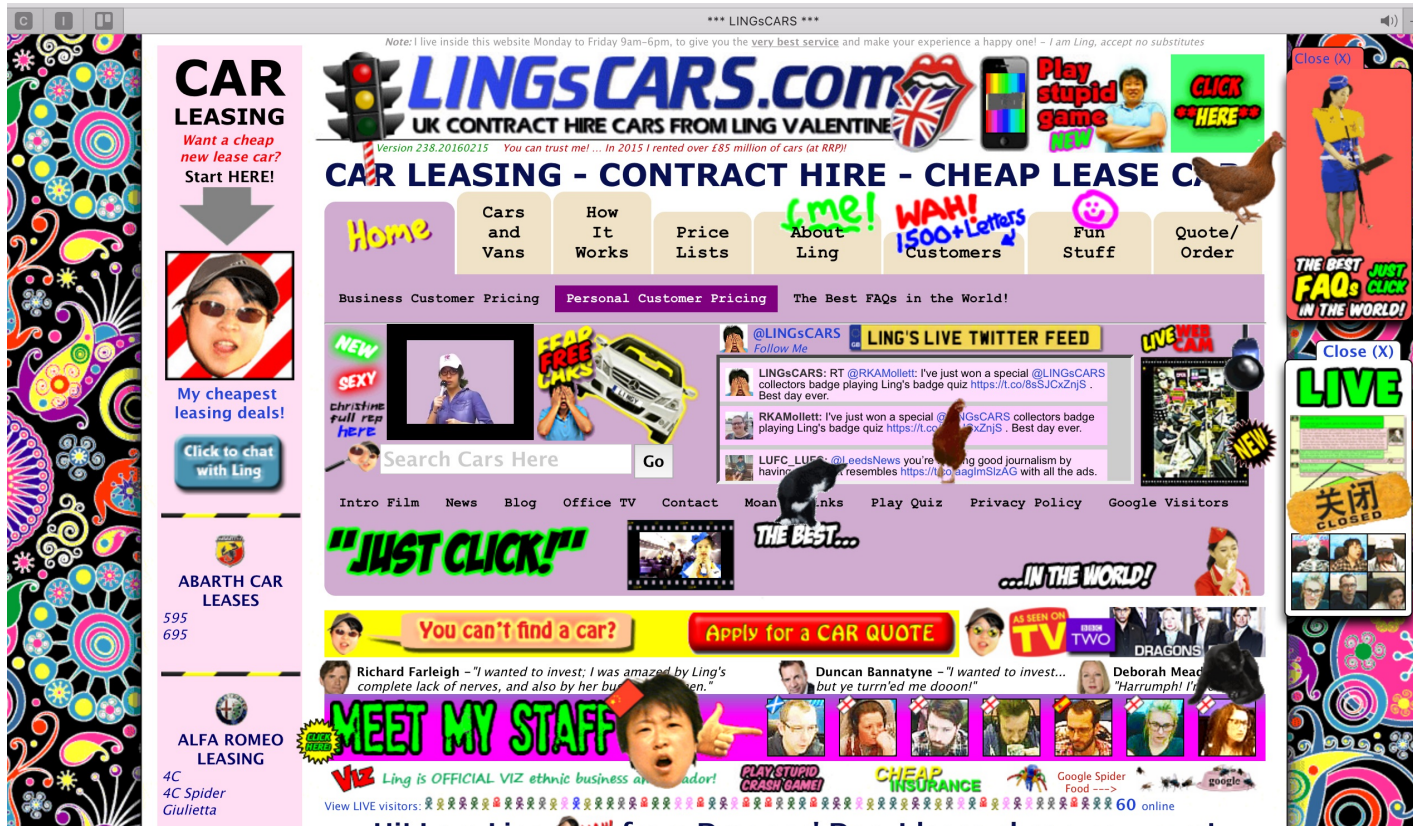 *** LINGsCARS ***
Note: I live inside this website Monday to Friday 9am-6pm, to give you the very best service and make your experience a happy one! - I am Ling, accept no substitutes
CAR
LEASING
Want a cheap
new lease car?
Start HERE!
My cheapest
leasing deals!
Click to chat
with Ling
ABARTH CAR
LEASES
595
695
ALFA ROMEO
LEASING
4C
4C Spider
Giulietta
LINGsCARS.com
UK CONTRACT HIRE CARS FROM LING VALENTINE
Play
stupid
game
NEW
CLICK
**HERE**
Version 238.20160215 You can trust me! ... In 2015 I rented over £85 million of cars (at RRP)!
CAR LEASING - CONTRACT HIRE - CHEAP LEASE
Home
Cars
and
Vans
How
It
Works
Price
Lists
(me!
About
Ling
WAH!
1500+Letters
Customers
Fun
Stuff
Quote/
Order
Business Customer Pricing Personal Customer Pricing The Best FAQs in the World!
NEW
SEXY
christine
full rep
here
FREE
LINGY
@LINGsCARS
Follow Me
GB
LING'S LIVE TWITTER FEED
LIVE WEB
CAM
LINGsCARS: RT @RKAMollett: I've just won a special @LINGsCARS
collectors badge playing Ling's badge quiz https://t.co/8sSJCxZnjS .
Best day ever.
RKAMollett: I've just won a special collectors badge
playing Ling's badge quiz . Best day ever.
LUFC_LUFC: @LeedsNews good journalism by
resembles with all the ads.
NEW
Search Cars Here
Go
Intro Film News Blog Office TV Contact Play Quiz Privacy Policy Google Visitors
"JUST CLICK!"
THE BEST...
...IN THE WORLD!
You can't find a car?
Apply for a CAR QUOTE
AS SEEN ON
TV
BBC
TWO
DRAGONS
Richard Farleigh - "I wanted to invest; I was amazed by Ling's
complete lack of nerves, and also by her
Duncan Bannatyne - "I wanted to invest...
but ye turrn'ed me dooon!"
Deborah
"Harrumph!
CLICK
HERE!
MEET MY STAFF
VIZ Ling is OFFICIAL VIZ ethnic business
PLAY STUPID
CRASH GAME!
CHEAP
INSURANCE
Google Spider
Food --->
google
View LIVE visitors: 60 online
Close (X)
THE BEST JUST
FAQs CLICK
IN THE WORLD!
Close (X)
LIVE
关闭
CLOSED